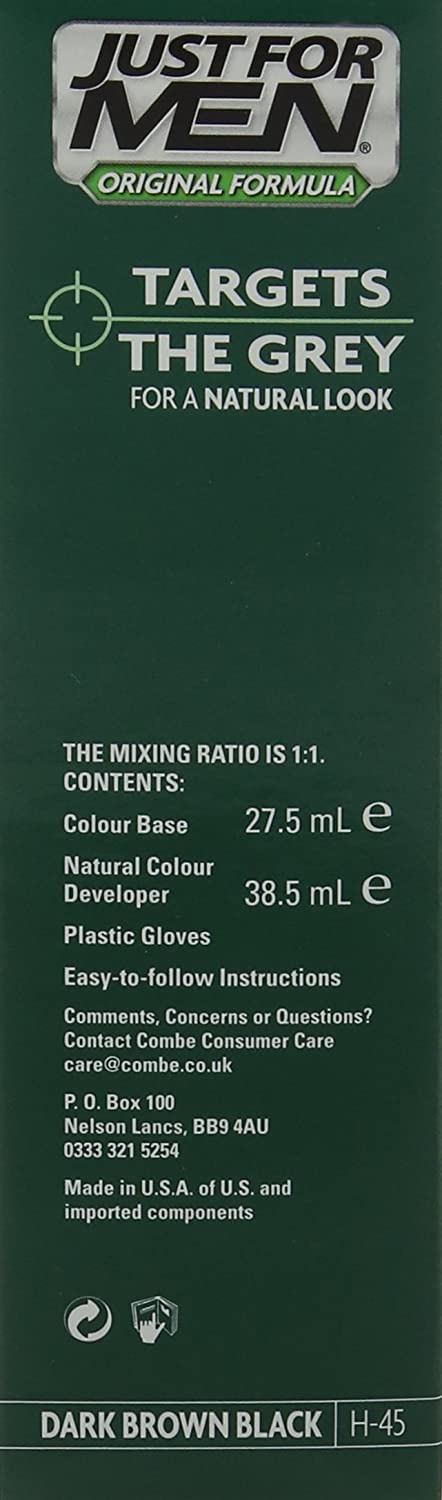 JUST FOR
MEN®
ORIGINAL FORMULA
TARGETS
THE GREY
FOR A NATURAL LOOK
THE MIXING RATIO IS 1:1.
CONTENTS:
Colour Base 27.5 mL ℮
Natural Colour
Developer 38.5 mL ℮
Plastic Gloves
Easy-to-follow Instructions
Comments, Concerns or Questions?
Contact Combe Consumer Care
care@combe.co.uk
P. O. Box 100
Nelson Lancs, BB9 4AU
0333 321 5254
Made in U.S.A. of U.S. and
imported components
DARK BROWN BLACK H-45